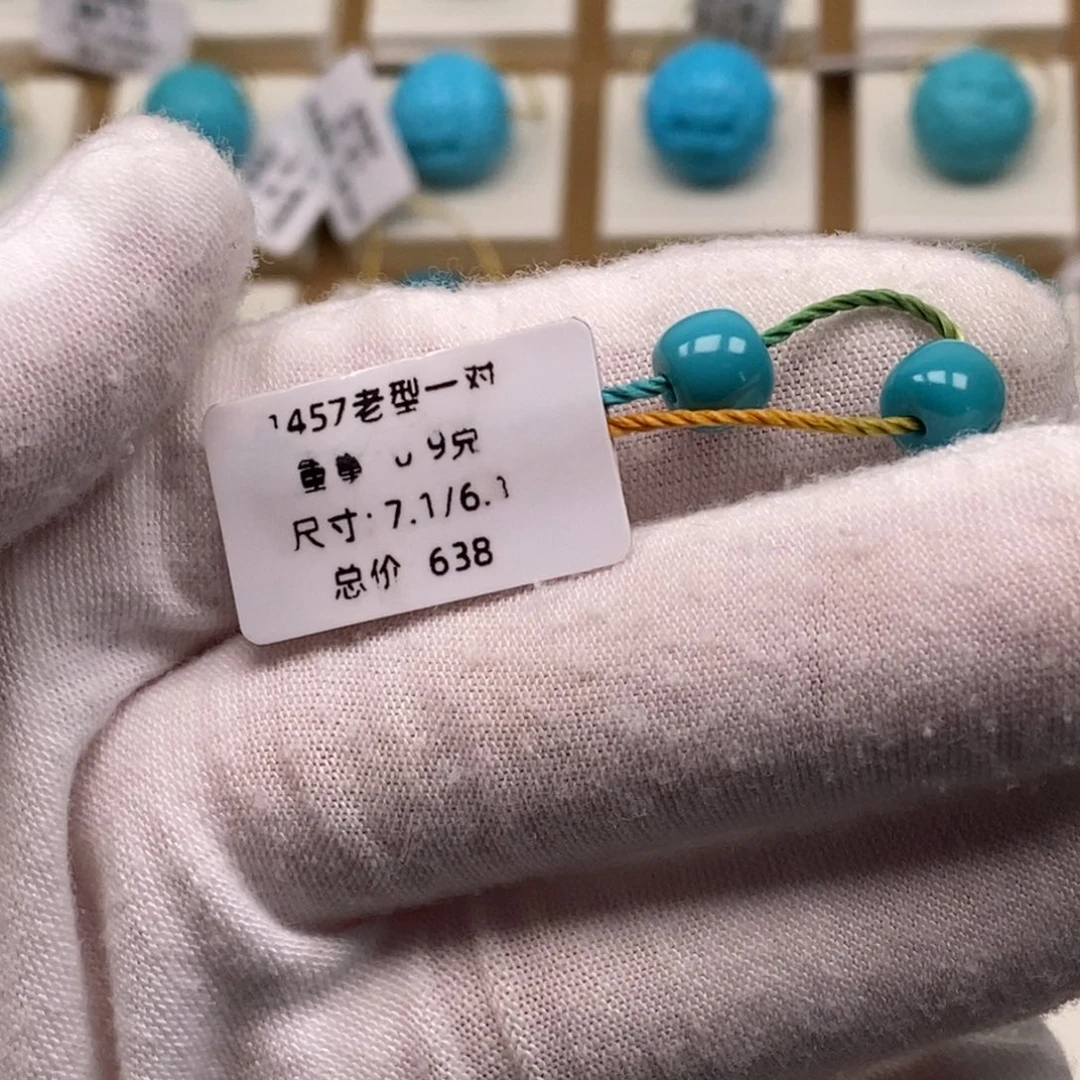 1457老型一对
重量 0.9克
尺寸:7.1/6.
总价 638